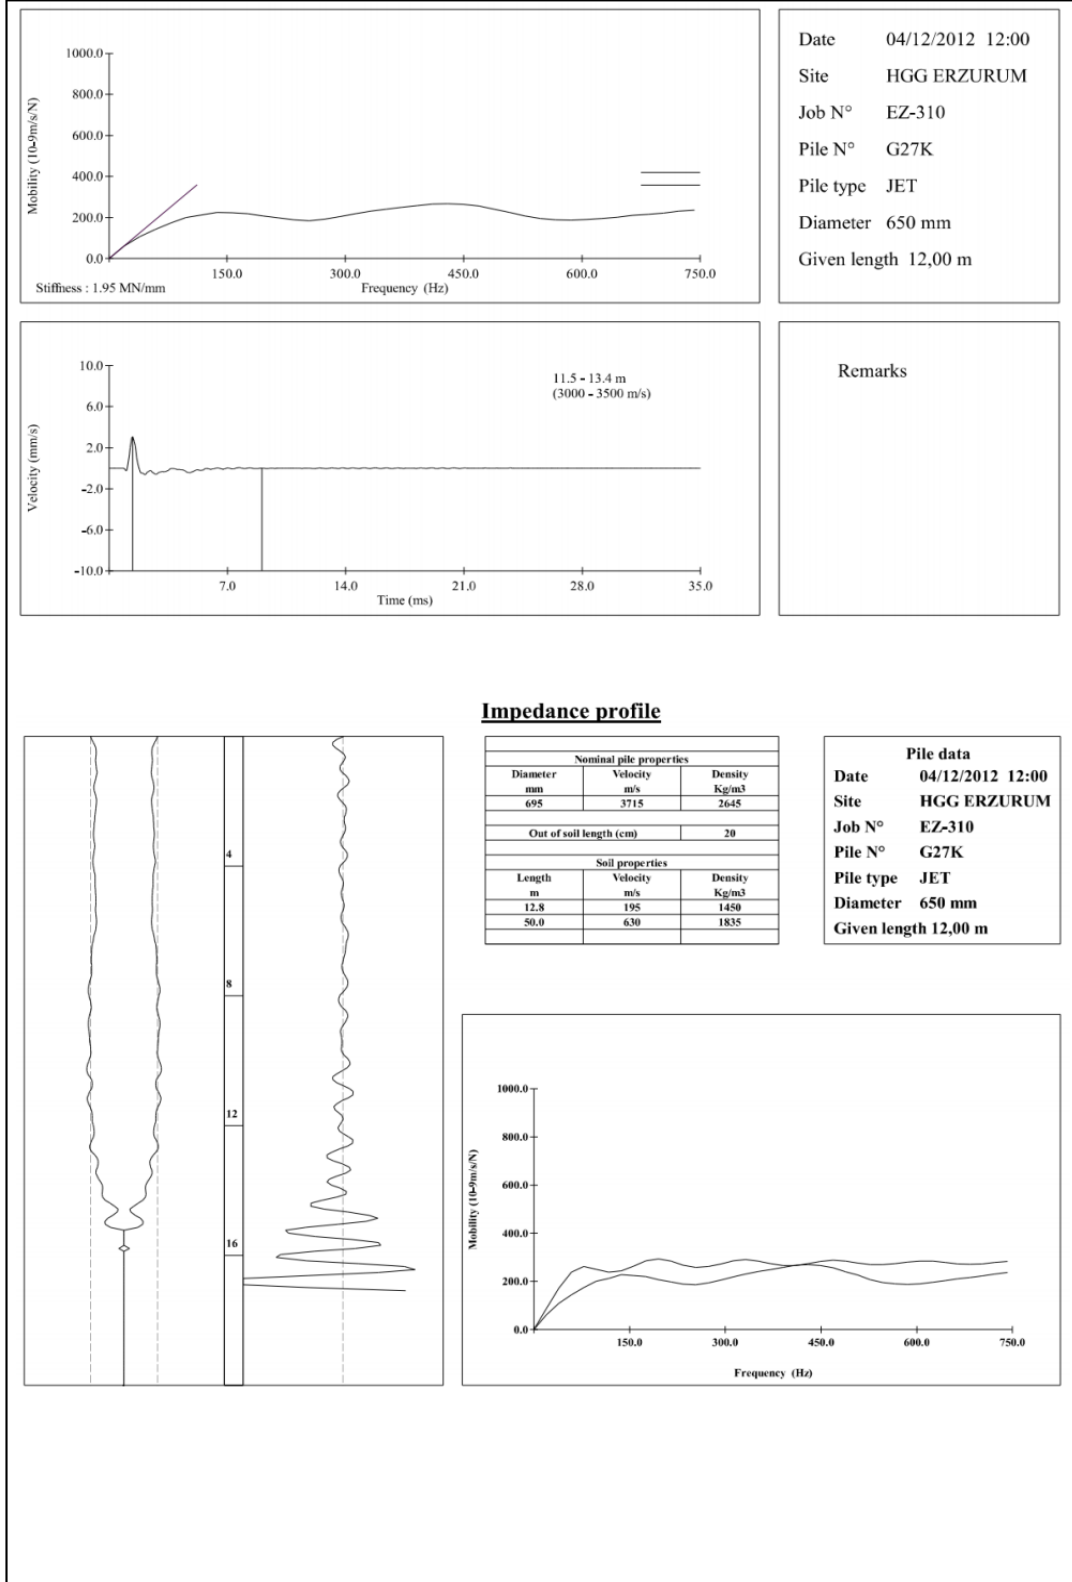 1000.0
800.0
600.0
400.0
200.0
0.0
Mobility (10-9m/s/N)
150.0 300.0 450.0 600.0 750.0
Stiffness : 1.95 MN/mm
Frequency (Hz)
Date 04/12/2012 12:00
Site HGG ERZURUM
Job N° EZ-310
Pile N° G27K
Pile type JET
Diameter 650 mm
Given length 12,00 m
10.0
6.0
2.0
-2.0
-6.0
-10.0
Velocity (mm/s)
11.5 - 13.4 m
(3000 - 3500 m/s)
7.0 14.0 21.0 28.0 35.0
Time (ms)
Remarks
Impedance profile
4
8
12
16
Nominal pile properties
Diameter Velocity Density
mm m/s Kg/m3
695 3715 2645
Out of soil length (cm) 20
Soil properties
Length Velocity Density
m m/s Kg/m3
12.8 195 1450
50.0 630 1835
Pile data
Date 04/12/2012 12:00
Site HGG ERZURUM
Job N° EZ-310
Pile N° G27K
Pile type JET
Diameter 650 mm
Given length 12,00 m
1000.0
800.0
600.0
400.0
200.0
0.0
Mobility (10-9m/s/N)
150.0 300.0 450.0 600.0 750.0
Frequency (Hz)